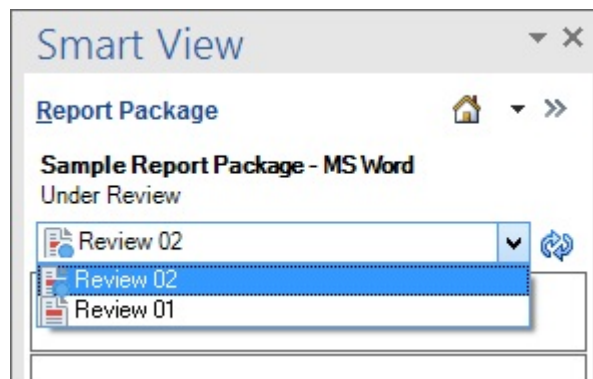 Smart View
Report Package
Sample Report Package - MS Word
Under Review
Review 02
Review 02
Review 01